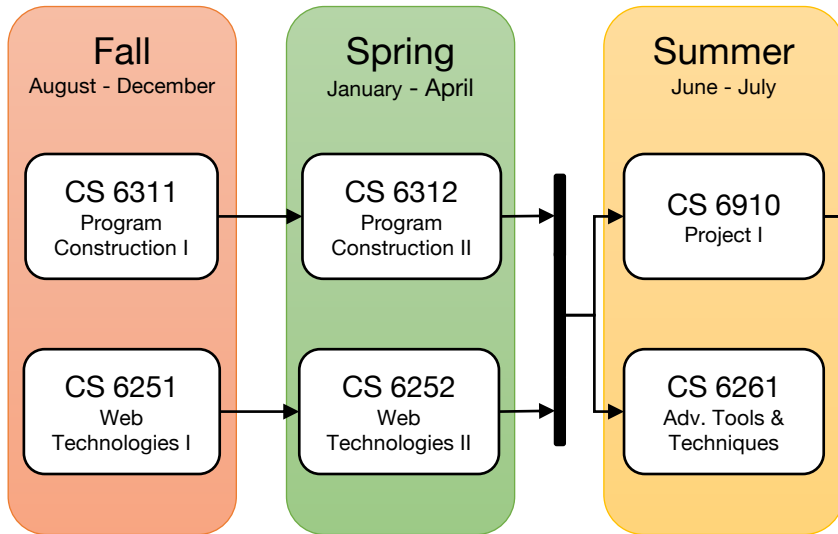 Fall
August - December
CS 6311
Program
Construction I
CS 6251
Web
Technologies I
Spring
January - April
CS 6312
Program
Construction II
CS 6252
Web
Technologies II
Summer
June - July
CS 6910
Project I
CS 6261
Adv. Tools &
Techniques